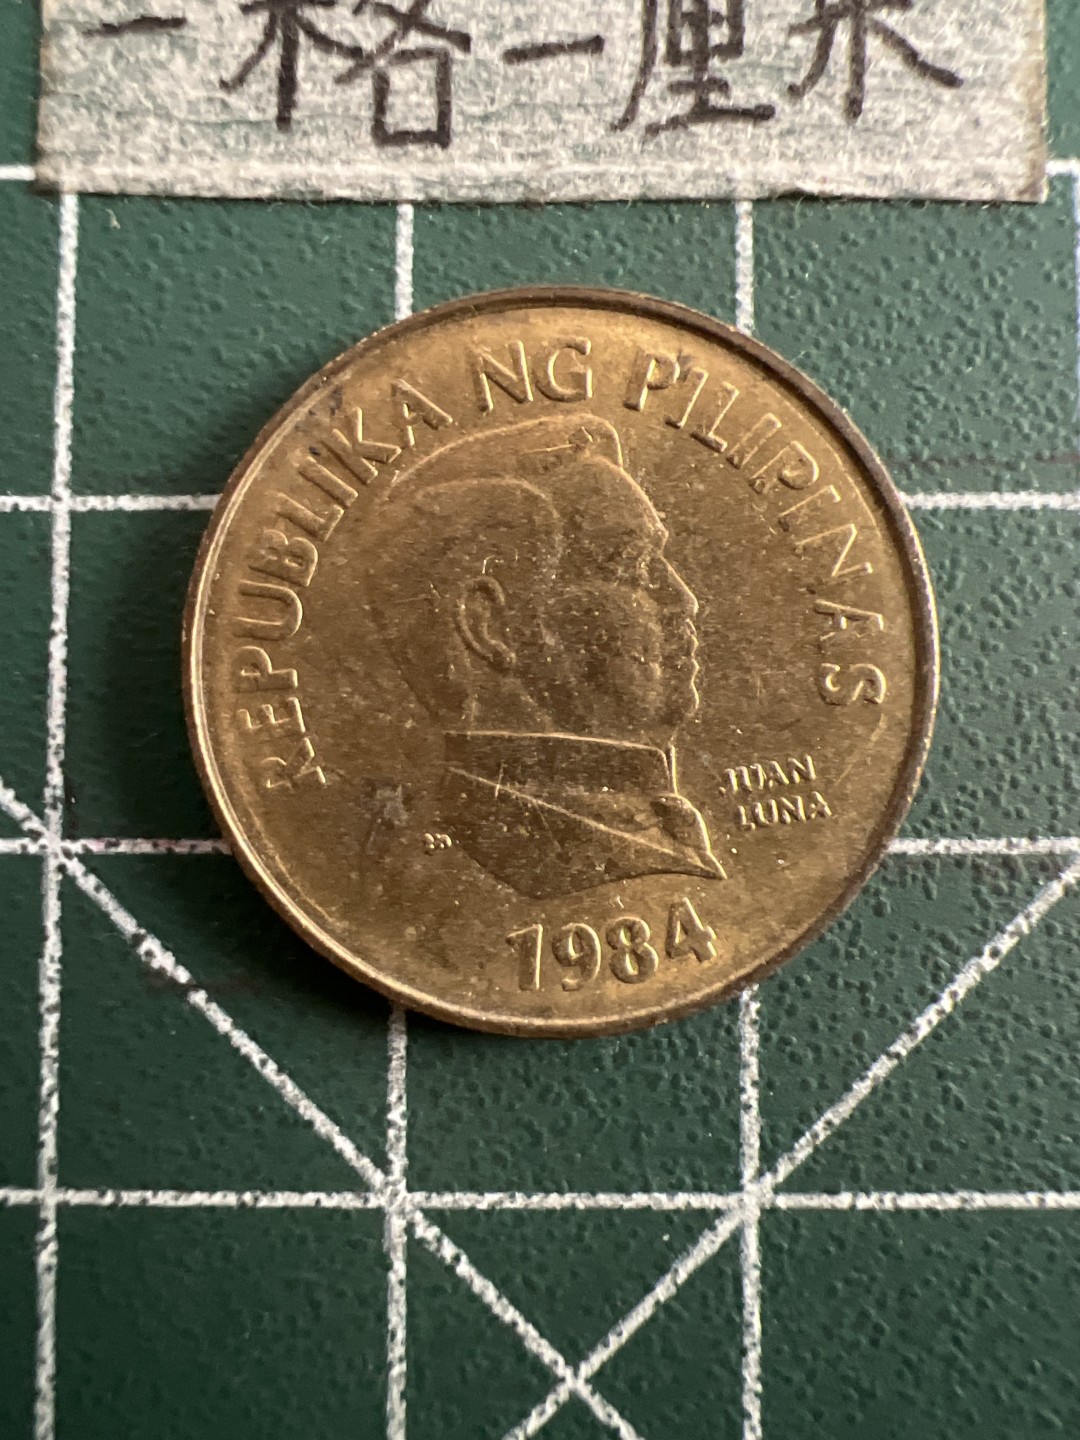 一格一厘米
REPUBLIKA NG PILIPINAS
JUAN
LUNA
1984